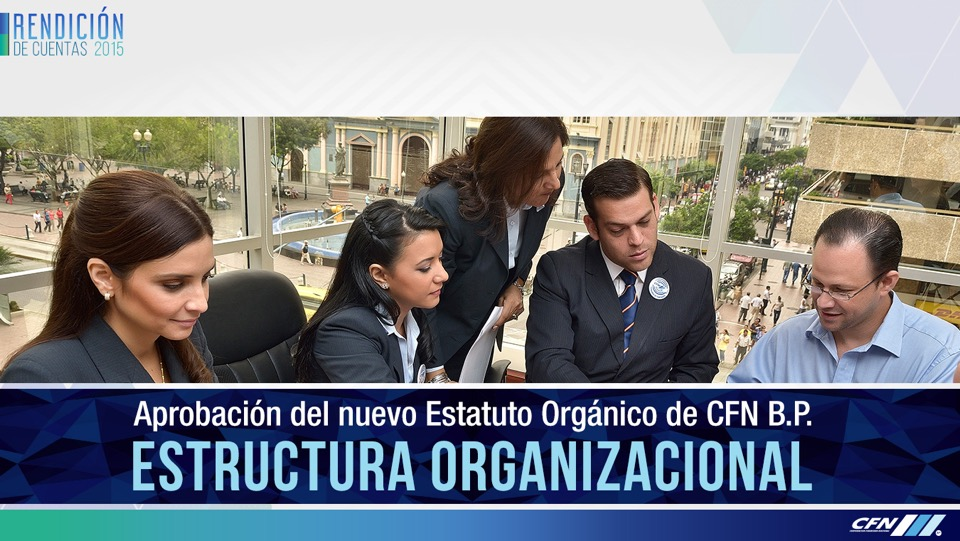 RENDICIÓN
DE CUENTAS 2015
Aprobación del nuevo Estatuto Orgánico de CFN B.P.
ESTRUCTURA ORGANIZACIONAL
CFN